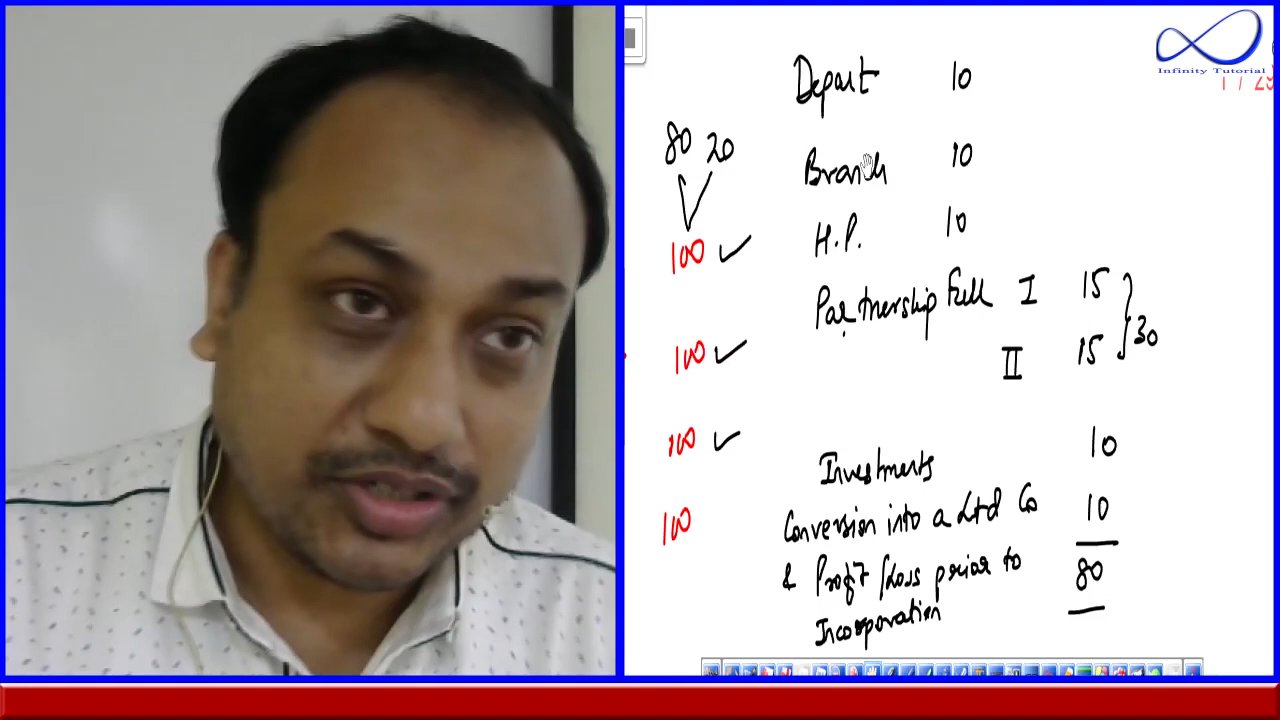 Infinity Tutorial
Depart 10
80 20
Branch 10
100 H.P. 10
Partnership Full I 15
100 II 15 30
100 Investments 10
100 Conversion into a Ltd Co 10
& Profit / Loss prior to 80
Incorporation